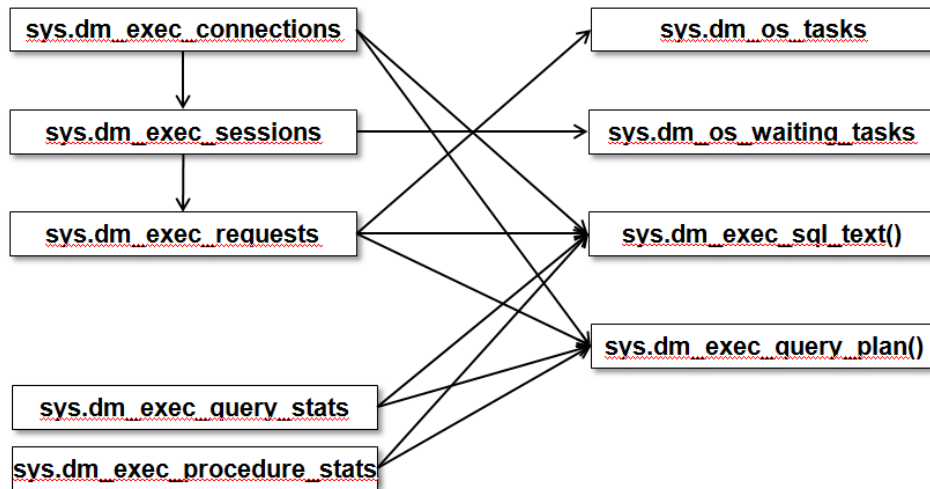 sys.dm_exec_connections
sys.dm_os_tasks
sys.dm_exec_sessions
sys.dm_os_waiting_tasks
sys.dm_exec_requests
sys.dm_exec_sql_text()
sys.dm_exec_query_plan()
sys.dm_exec_query_stats
sys.dm_exec_procedure_stats